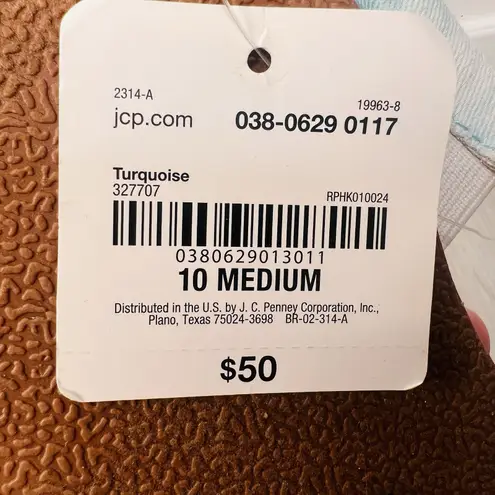 2314-A
19963-8
jcp.com 038-0629 0117
Turquoise
327707
RPHK010024
0380629013011
10 MEDIUM
Distributed in the U.S. by J. C. Penney Corporation, Inc.,
Plano, Texas 75024-3698 BR-02-314-A
$50